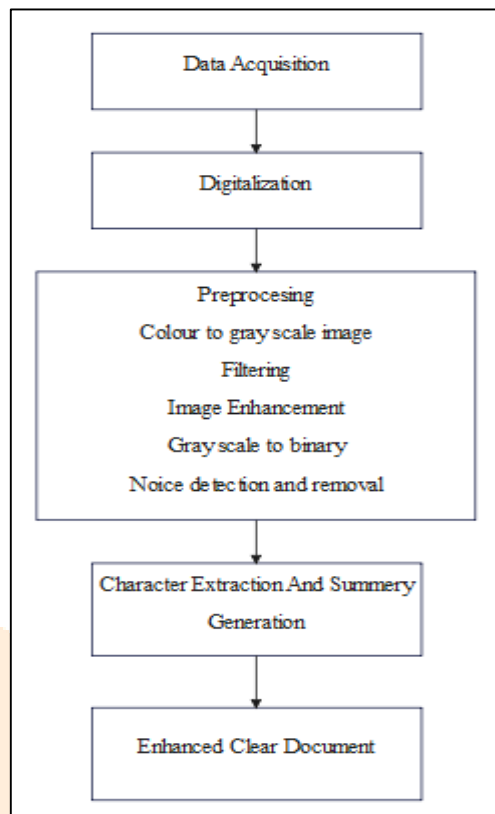 Data Acquisition
Digitalization
Preprocesing
Colour to gray scale image
Filtering
Image Enhancement
Gray scale to binary
Noice detection and removal
Character Extraction And Summery
Generation
Enhanced Clear Document